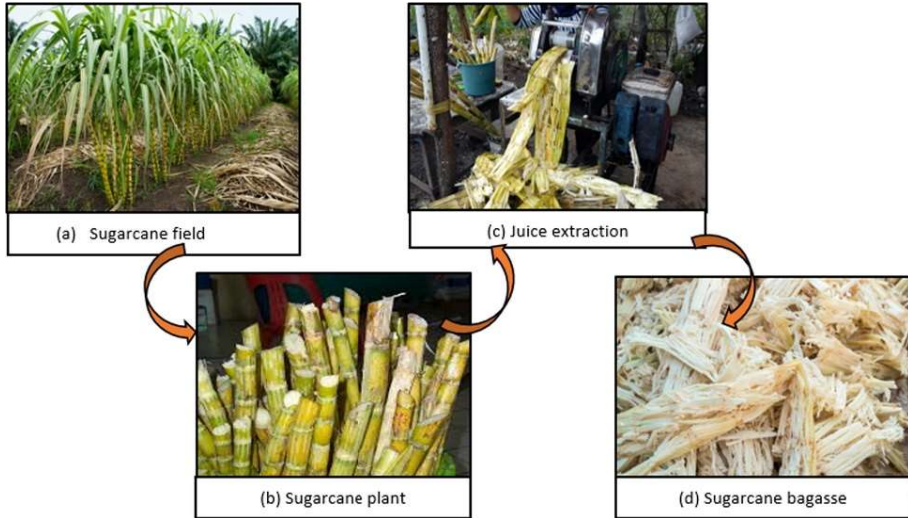 (a) Sugarcane field
(b) Sugarcane plant
(c) Juice extraction
(d) Sugarcane bagasse